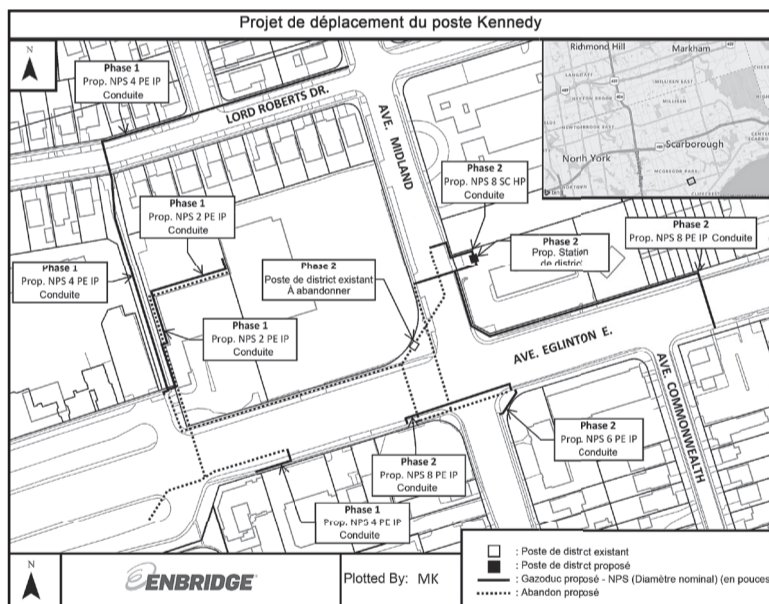 Projet de déplacement du poste Kennedy
N
Phase 1
Prop. NPS 4 PE IP
Conduite
LORD ROBERTS DR.
AVE. MIDLAND
Richmond Hill
Markham
North York
Scarborough
Phase 2
Prop. NPS 8 SC HP
Conduite
Phase 1
Prop. NPS 2 PE IP
Conduite
Phase 2
Prop. Station
de district
Phase 2
Prop. NPS 8 PE IP Conduite
Phase 1
Prop. NPS 4 PE IP
Conduite
Phase 2
Poste de district existant
À abandonner
Phase 1
Prop. NPS 2 PE IP
Conduite
AVE. EGLINTON E.
AVE. COMMONWEALTH
Phase 2
Prop. NPS 6 PE IP
Conduite
Phase 2
Prop. NPS 8 PE IP
Conduite
Phase 1
Prop. NPS 4 PE IP
Conduite
N
ENBRIDGE
Plotted By: MK
: Poste de distrct existant
: Poste de distrct proposé
: Gazoduc proposé - NPS (Diamètre nominal) (en pouces
: Abandon proposé